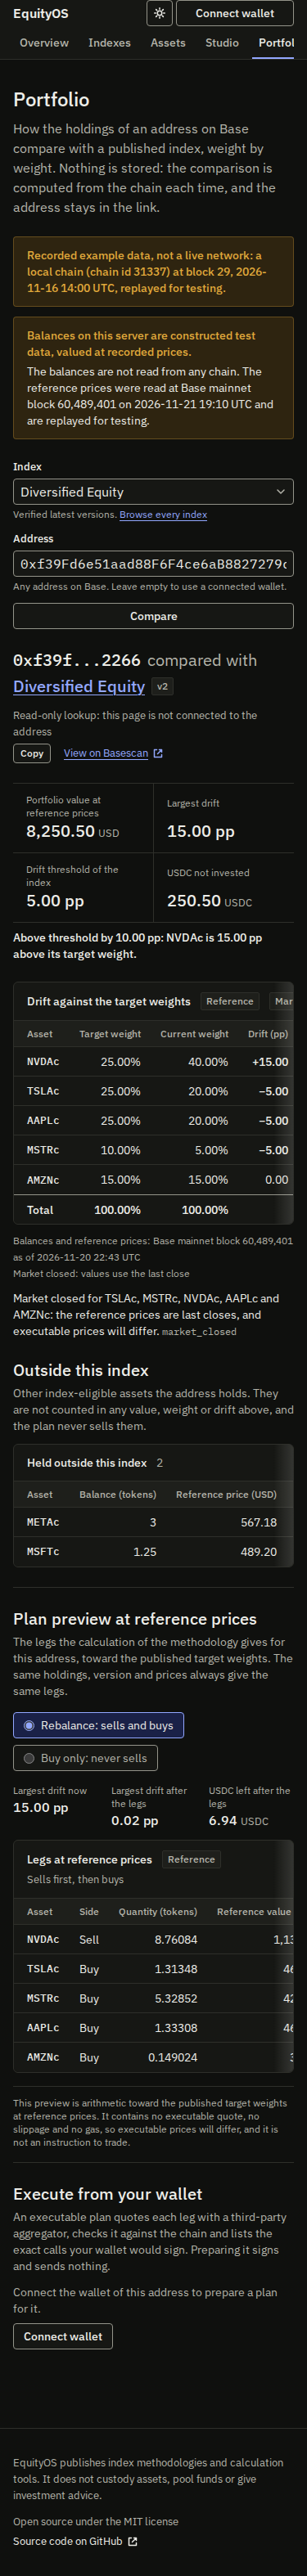 EquityOS
Connect wallet
Overview Indexes Assets Studio Portfol
Portfolio
How the holdings of an address on Base
compare with a published index, weight by
weight. Nothing is stored: the comparison is
computed from the chain each time, and the
address stays in the link.
Recorded example data, not a live network: a
local chain (chain id 31337) at block 29, 2026-
11-16 14:00 UTC, replayed for testing.
Balances on this server are constructed test
data, valued at recorded prices.
The balances are not read from any chain. The
reference prices were read at Base mainnet
block 60,489,401 on 2026-11-21 19:10 UTC and
are replayed for testing.
Index
Diversified Equity
Verified latest versions. Browse every index
Address
0xf39Fd6e51aad88F6F4ce6aB8827279c
Any address on Base. Leave empty to use a connected wallet.
Compare
0xf39f...2266 compared with
Diversified Equity v2
Read-only lookup: this page is not connected to the
address
Copy View on Basescan
Portfolio value at
reference prices
8,250.50 USD
Largest drift
15.00 pp
Drift threshold of the
index
5.00 pp
USDC not invested
250.50 USDC
Above threshold by 10.00 pp: NVDAc is 15.00 pp
above its target weight.
Drift against the target weights Reference Mar
Asset Target weight Current weight Drift (pp)
NVDAc 25.00% 40.00% +15.00
TSLAc 25.00% 20.00% −5.00
AAPLc 25.00% 20.00% −5.00
MSTRc 10.00% 5.00% −5.00
AMZNc 15.00% 15.00% 0.00
Total 100.00% 100.00%
Balances and reference prices: Base mainnet block 60,489,401
as of 2026-11-20 22:43 UTC
Market closed: values use the last close
Market closed for TSLAc, MSTRc, NVDAc, AAPLc and
AMZNc: the reference prices are last closes, and
executable prices will differ. market_closed
Outside this index
Other index-eligible assets the address holds. They
are not counted in any value, weight or drift above, and
the plan never sells them.
Held outside this index 2
Asset Balance (tokens) Reference price (USD)
METAc 3 567.18
MSFTc 1.25 489.20
Plan preview at reference prices
The legs the calculation of the methodology gives for
this address, toward the published target weights. The
same holdings, version and prices always give the
same legs.
Rebalance: sells and buys
Buy only: never sells
Largest drift now
15.00 pp
Largest drift after
the legs
0.02 pp
USDC left after the
legs
6.94 USDC
Legs at reference prices Reference
Sells first, then buys
Asset Side Quantity (tokens) Reference value
NVDAc Sell 8.76084 1,13
TSLAc Buy 1.31348 46
MSTRc Buy 5.32852 42
AAPLc Buy 1.33308 46
AMZNc Buy 0.149024 3
This preview is arithmetic toward the published target weights
at reference prices. It contains no executable quote, no
slippage and no gas, so executable prices will differ, and it is
not an instruction to trade.
Execute from your wallet
An executable plan quotes each leg with a third-party
aggregator, checks it against the chain and lists the
exact calls your wallet would sign. Preparing it signs
and sends nothing.
Connect the wallet of this address to prepare a plan
for it.
Connect wallet
EquityOS publishes index methodologies and calculation
tools. It does not custody assets, pool funds or give
investment advice.
Open source under the MIT license
Source code on GitHub